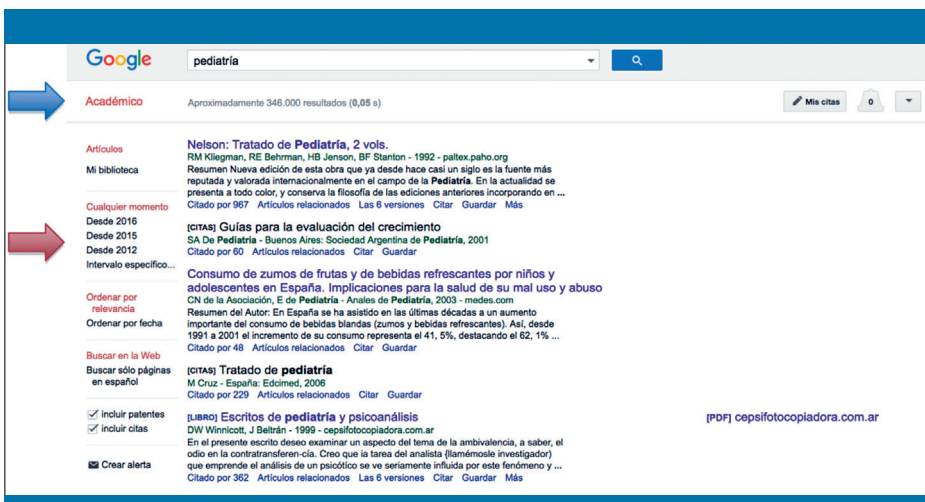 Google
pediatría
Académico
Aproximadamente 346.000 resultados (0,05 s)
Mis citas
0
Artículos
Mi biblioteca
Cualquier momento
Desde 2016
Desde 2015
Desde 2012
Intervalo específico...
Ordenar por
relevancia
Ordenar por fecha
Buscar en la Web
Buscar sólo páginas
en español
incluir patentes
incluir citas
Crear alerta
Nelson: Tratado de Pediatría, 2 vols.
RM Kliegman, RE Behrman, HB Jenson, BF Stanton - 1992 - paltex.paho.org
Resumen Nueva edición de esta obra que ya desde hace casi un siglo es la fuente más
reputada y valorada internacionalmente en el campo de la Pediatría. En la actualidad se
presenta a todo color, y conserva la filosofía de las ediciones anteriores incorporando en ...
Citado por 967 Artículos relacionados Las 6 versiones Citar Guardar Más
[CITAS] Guías para la evaluación del crecimiento
SA De Pediatria - Buenos Aires: Sociedad Argentina de Pediatría, 2001
Citado por 60 Artículos relacionados Citar Guardar
Consumo de zumos de frutas y de bebidas refrescantes por niños y
adolescentes en España. Implicaciones para la salud de su mal uso y abuso
CN de la Asociación, E de Pediatría - Anales de Pediatría, 2003 - medes.com
Resumen del Autor: En España se ha asistido en las últimas décadas a un aumento
importante del consumo de bebidas blandas (zumos y bebidas refrescantes). Así, desde
1991 a 2001 el incremento de su consumo representa el 41, 5%, destacando el 62, 1% ...
Citado por 48 Artículos relacionados Citar Guardar
[CITAS] Tratado de pediatría
M Cruz - España: Edcimed, 2006
Citado por 229 Artículos relacionados Citar Guardar
[LIBRO] Escritos de pediatría y psicoanálisis
DW Winnicott, J Beltrán - 1999 - cepsifotocopiadora.com.ar
En el presente escrito deseo examinar un aspecto del tema de la ambivalencia, a saber, el
odio en la contratransferen-cía. Creo que ia tarea del analista (llamémosle investigador)
que emprende el análisis de un psicótico se ve seriamente influida por este fenómeno y ...
Citado por 362 Artículos relacionados Las 6 versiones Citar Guardar Más
[PDF] cepsifotocopiadora.com.ar